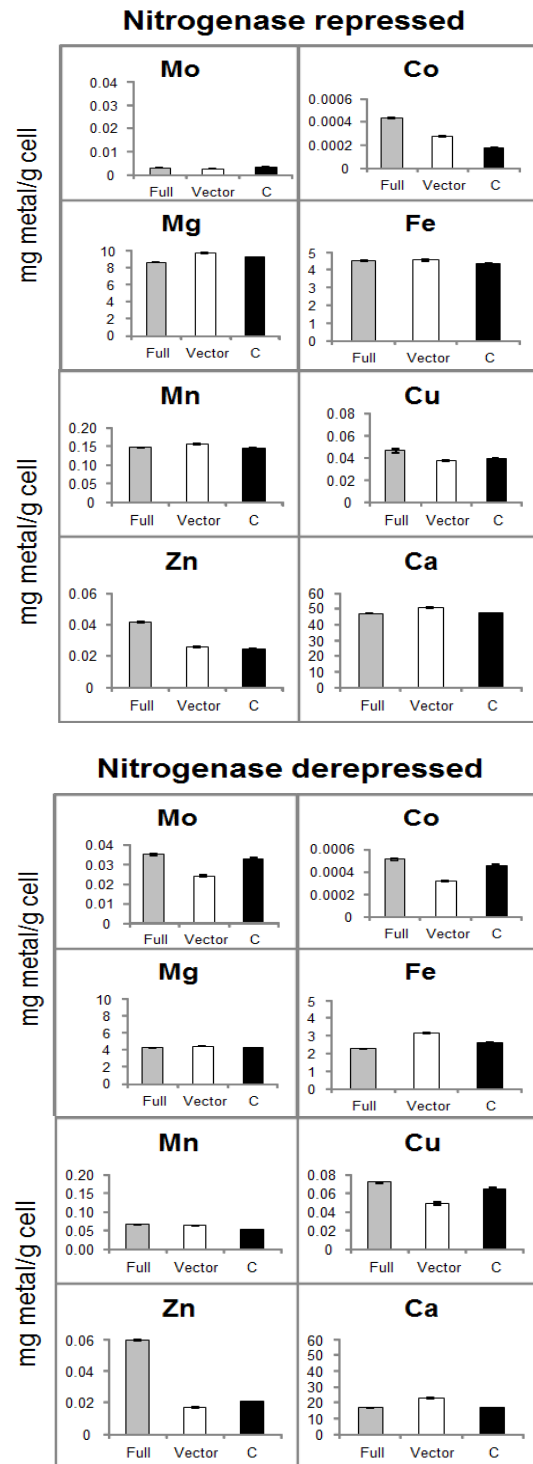 Nitrogenase repressed
mg metal/g cell
Mo
0.04
0.03
0.02
0.01
0
Full Vector C
Co
0.0006
0.0004
0.0002
0
Full Vector C
Mg
10
8
6
4
2
0
Full Vector C
Fe
5
4
3
2
1
0
Full Vector C
mg metal/g cell
Mn
0.20
0.15
0.10
0.05
0
Full Vector C
Cu
0.08
0.06
0.04
0.02
0
Full Vector C
Zn
0.06
0.04
0.02
0
Full Vector C
Ca
60
50
40
30
20
10
0
Full Vector C
Nitrogenase derepressed
mg metal/g cell
Mo
0.04
0.03
0.02
0.01
0
Full Vector C
Co
0.0006
0.0004
0.0002
0
Full Vector C
Mg
10
8
6
4
2
0
Full Vector C
Fe
5
4
3
2
1
0
Full Vector C
mg metal/g cell
Mn
0.20
0.15
0.10
0.05
0.00
Full Vector C
Cu
0.08
0.06
0.04
0.02
0
Full Vector C
Zn
0.06
0.04
0.02
0
Full Vector C
Ca
60
50
40
30
20
10
0
Full Vector C